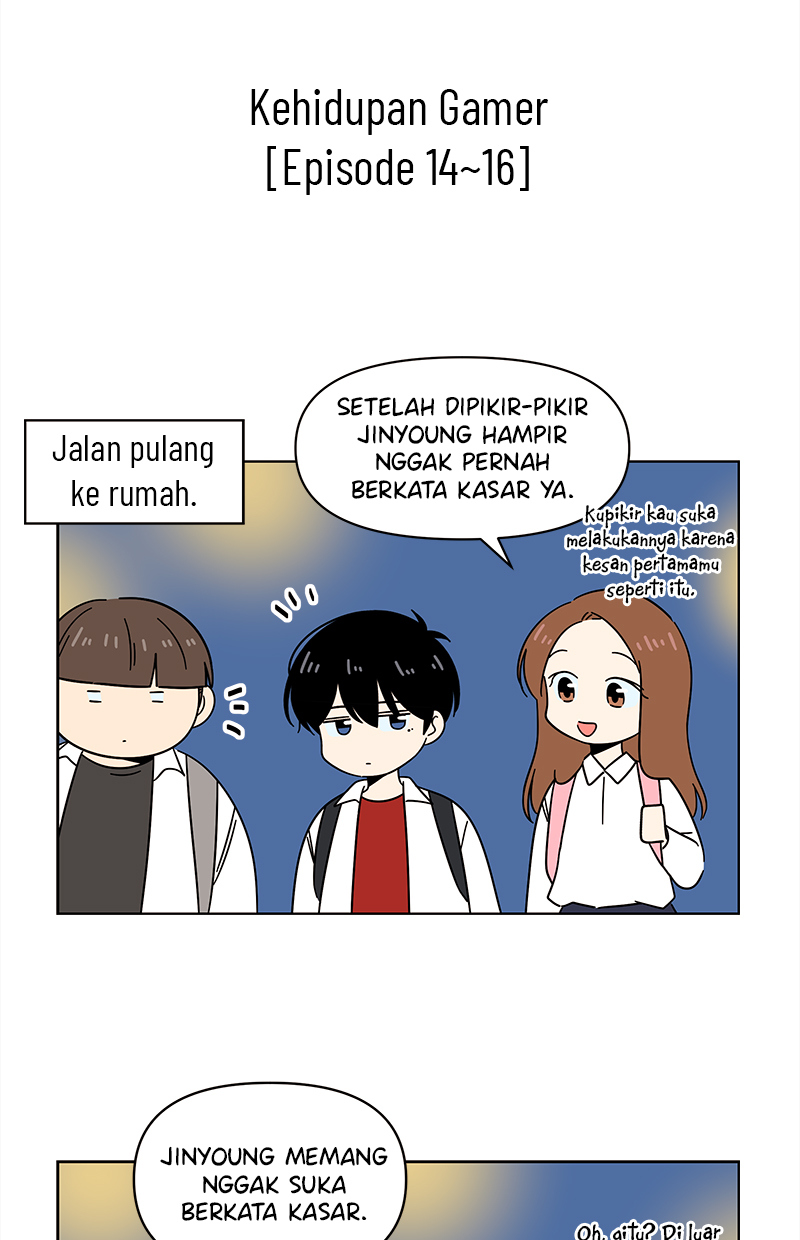 Kehidupan Gamer
[Episode 14~16]
Jalan pulang
ke rumah.
SETELAH DIPIKIR-PIKIR
JINYOUNG HAMPIR
NGGAK PERNAH
BERKATA KASAR YA.
Kupikir kau suka
melakukannya karena
kesan pertamamu
seperti itu.
JINYOUNG MEMANG
NGGAK SUKA
BERKATA KASAR.
Oh, gitu? Di luar